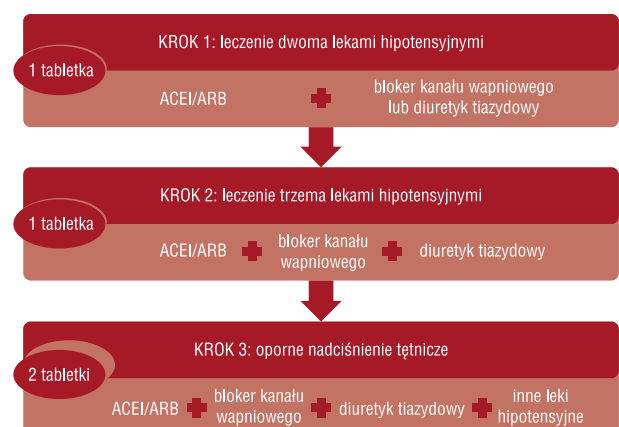 KROK 1: leczenie dwoma lekami hipotensyjnymi
1 tabletka
ACEI/ARB
bloker kanału wapniowego
lub diuretyk tiazydowy
KROK 2: leczenie trzema lekami hipotensyjnymi
1 tabletka
ACEI/ARB
bloker kanału
wapniowego
diuretyk tiazydowy
KROK 3: oporne nadciśnienie tętnicze
2 tabletki
ACEI/ARB
bloker kanału
wapniowego
diuretyk tiazydowy
inne leki
hipotensyjne